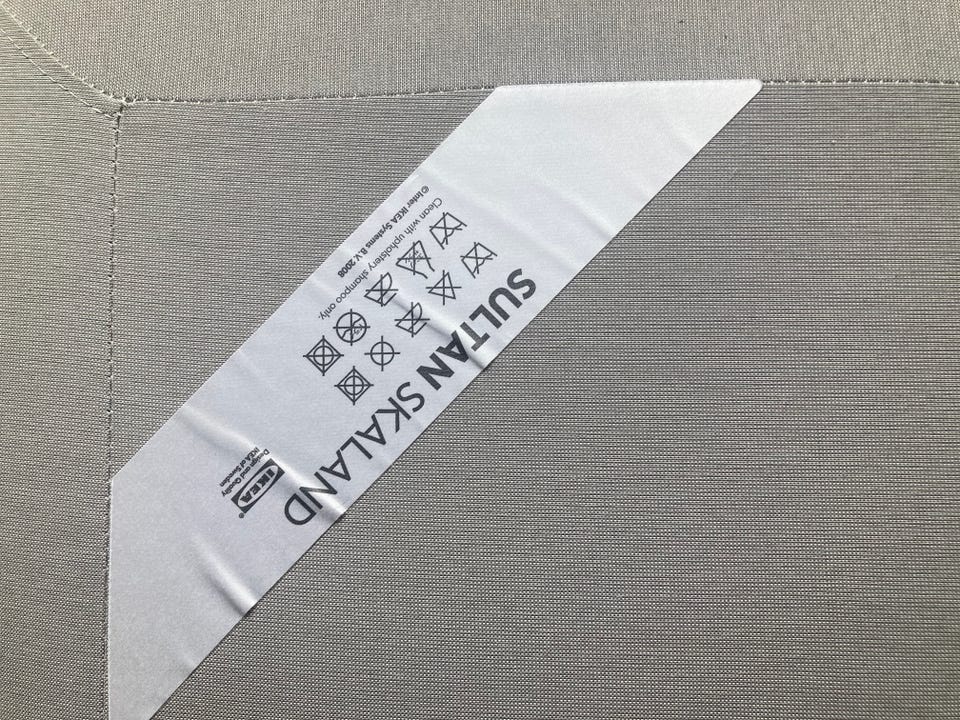 SULTAN SKALAND
Clean with upholstery shampoo only.
©Inter IKEA Systems B.V. 2008
IKEA®
Design and Quality
IKEA of Sweden